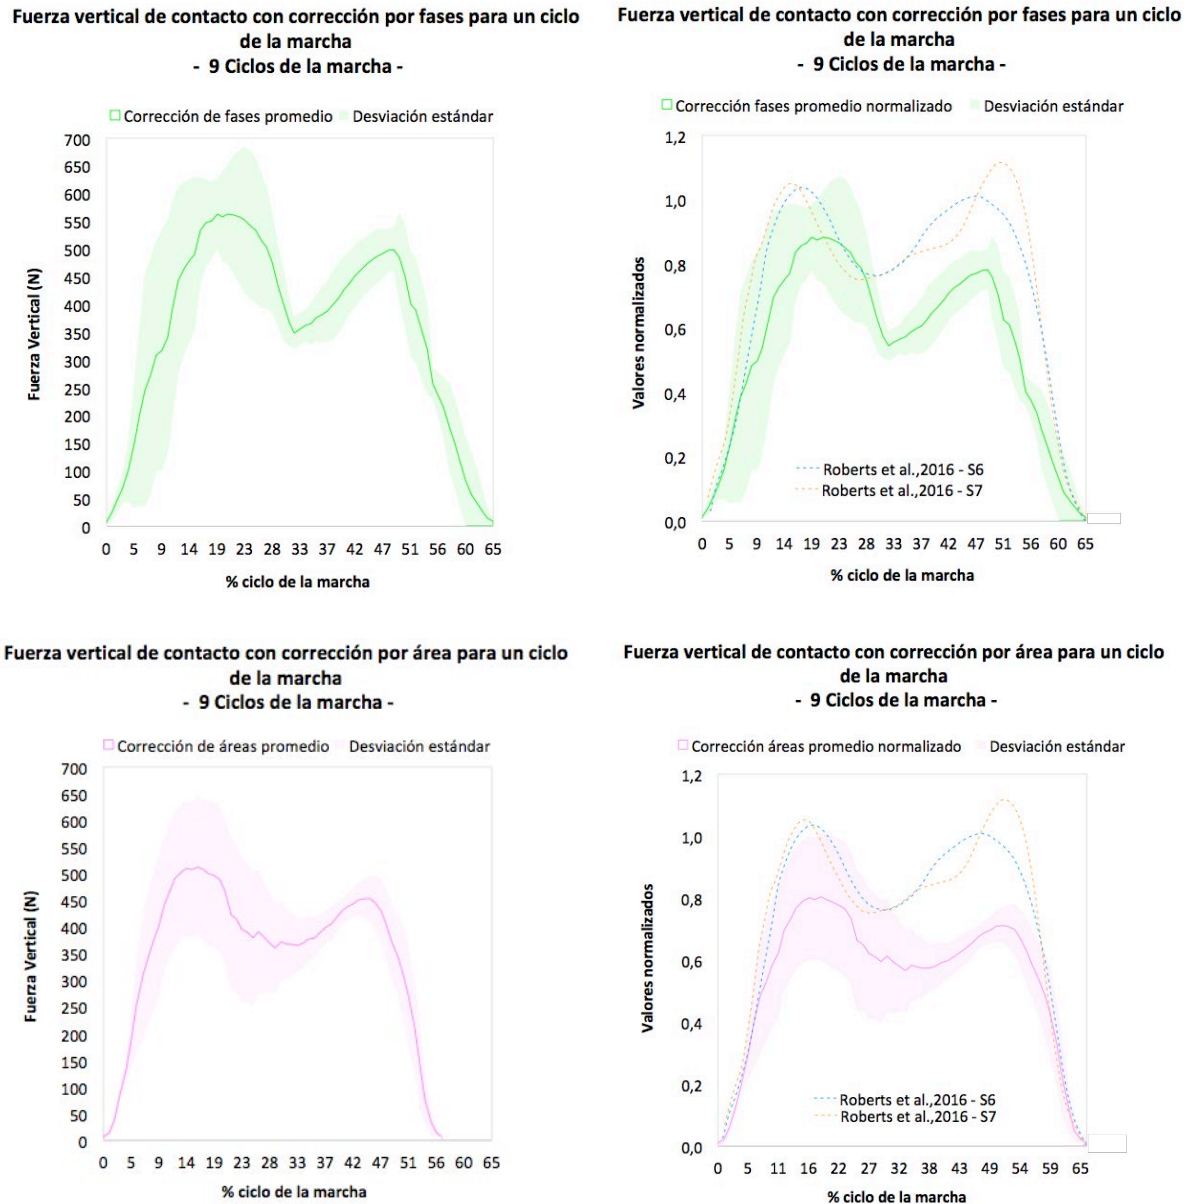 Fuerza vertical de contacto con corrección por fases para un ciclo
de la marcha
- 9 Ciclos de la marcha -
Corrección de fases promedio Desviación estándar
700
650
600
550
500
450
400
350
300
250
200
150
100
50
0
Fuerza Vertical (N)
0 5 9 14 19 23 28 33 37 42 47 51 56 60 65
% ciclo de la marcha
Fuerza vertical de contacto con corrección por fases para un ciclo
de la marcha
- 9 Ciclos de la marcha -
Corrección fases promedio normalizado Desviación estándar
1,2
1,0
0,8
0,6
0,4
0,2
0,0
Valores normalizados
Roberts et al.,2016 - S6
Roberts et al.,2016 - S7
0 5 9 14 19 23 28 33 37 42 47 51 56 60 65
% ciclo de la marcha
Fuerza vertical de contacto con corrección por área para un ciclo
de la marcha
- 9 Ciclos de la marcha -
Corrección de áreas promedio Desviación estándar
700
650
600
550
500
450
400
350
300
250
200
150
100
50
0
Fuerza Vertical (N)
0 5 9 14 19 23 28 33 37 42 47 51 56 60 65
% ciclo de la marcha
Fuerza vertical de contacto con corrección por área para un ciclo
de la marcha
- 9 Ciclos de la marcha -
Corrección áreas promedio normalizado Desviación estándar
1,2
1,0
0,8
0,6
0,4
0,2
0,0
Valores normalizados
Roberts et al.,2016 - S6
Roberts et al.,2016 - S7
0 5 11 16 22 27 32 38 43 49 54 59 65
% ciclo de la marcha